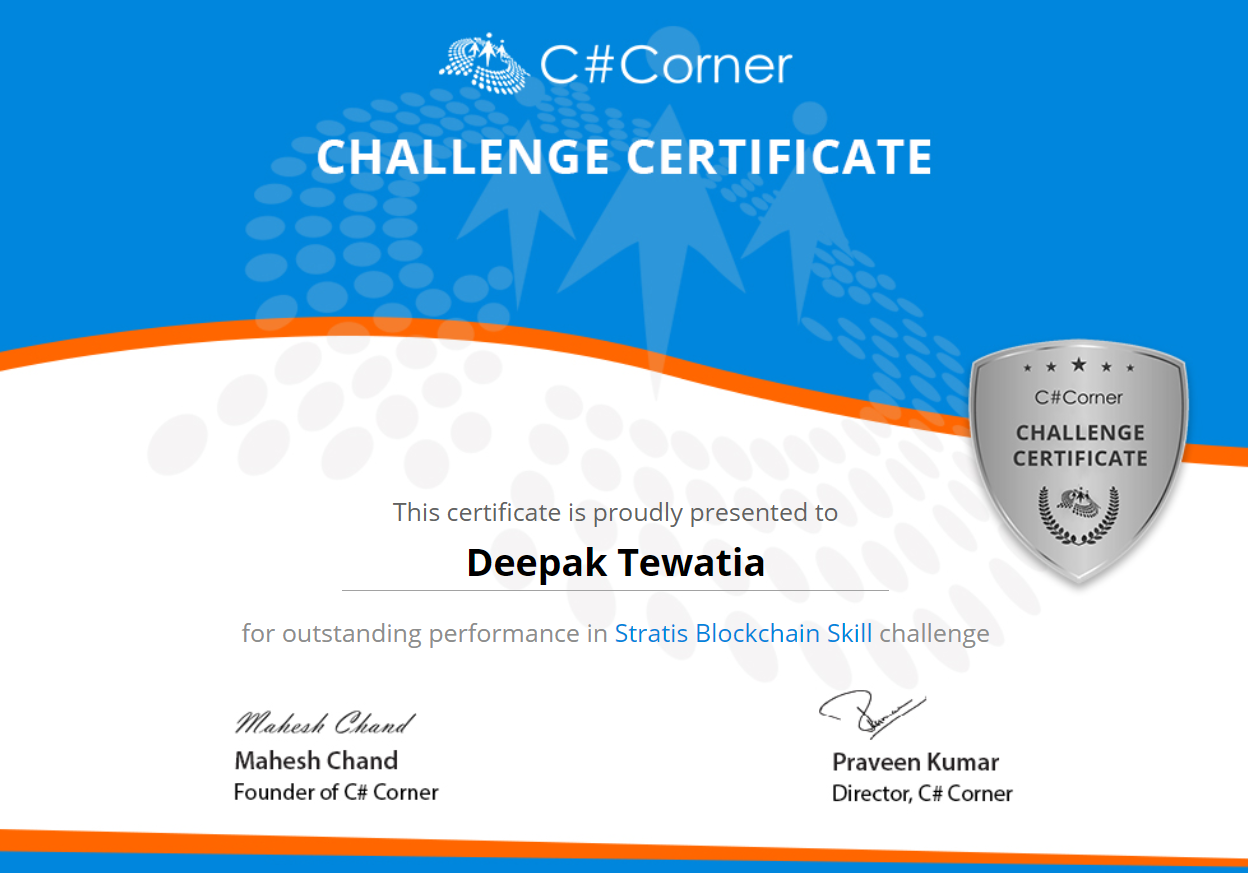 C#Corner
CHALLENGE CERTIFICATE
C#Corner
CHALLENGE
CERTIFICATE
This certificate is proudly presented to
Deepak Tewatia
for outstanding performance in Stratis Blockchain Skill challenge
Mahesh Chand
Mahesh Chand
Founder of C# Corner
Praveen Kumar
Director, C# Corner